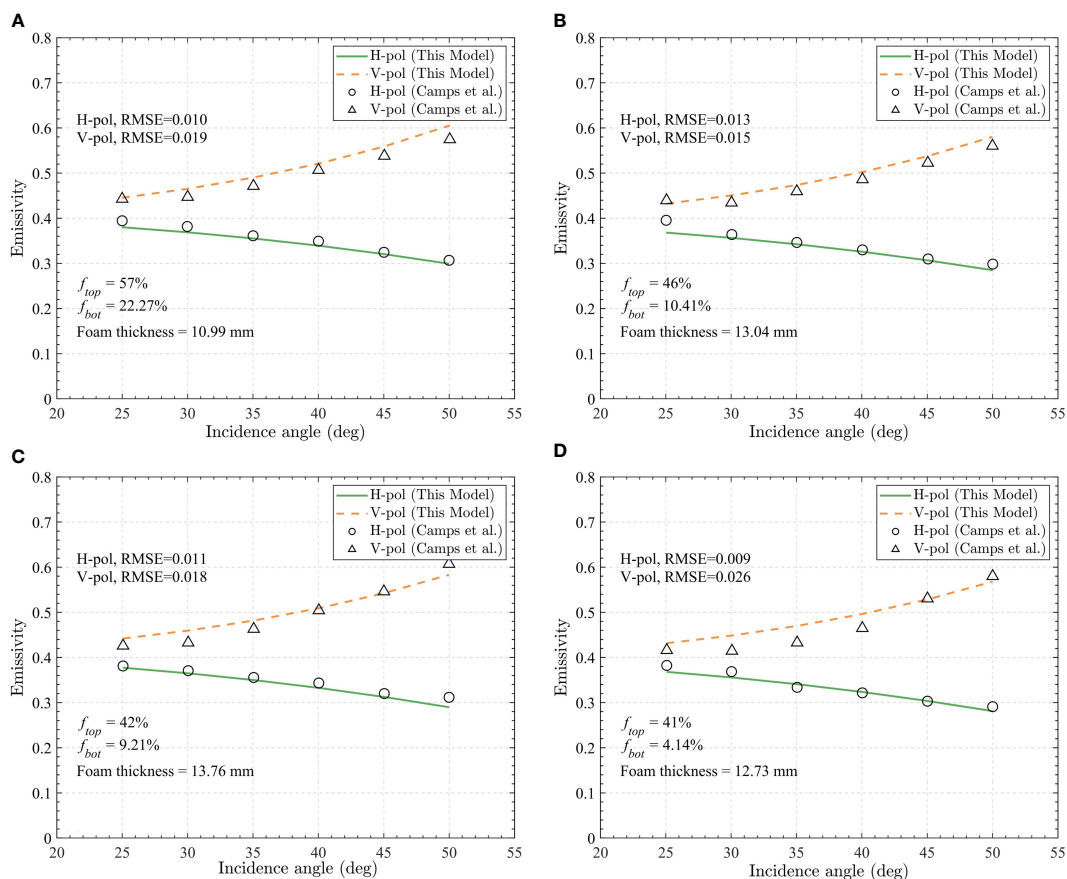 A
0.8
0.7
0.6
0.5
0.4
0.3
0.2
0.1
0
Emissivity
H-pol (This Model)
V-pol (This Model)
H-pol (Camps et al.)
V-pol (Camps et al.)
H-pol, RMSE=0.010
V-pol, RMSE=0.019
f_top = 57%
f_bot = 22.27%
Foam thickness = 10.99 mm
20 25 30 35 40 45 50 55
Incidence angle (deg)
B
0.8
0.7
0.6
0.5
0.4
0.3
0.2
0.1
0
Emissvity
H-pol (This Model)
V-pol (This Model)
H-pol (Camps et al.)
V-pol (Camps et al.)
H-pol, RMSE=0.013
V-pol, RMSE=0.015
f_top = 46%
f_bot = 10.41%
Foam thickness = 13.04 mm
20 25 30 35 40 45 50 55
Incidence angle (deg)
C
0.8
0.7
0.6
0.5
0.4
0.3
0.2
0.1
0
Emissivity
H-pol (This Model)
V-pol (This Model)
H-pol (Camps et al.)
V-pol (Camps et al.)
H-pol, RMSE=0.011
V-pol, RMSE=0.018
f_top = 42%
f_bot = 9.21%
Foam thickness = 13.76 mm
20 25 30 35 40 45 50 55
Incidence angle (deg)
D
0.8
0.7
0.6
0.5
0.4
0.3
0.2
0.1
0
Emissivity
H-pol (This Model)
V-pol (This Model)
H-pol (Camps et al.)
V-pol (Camps et al.)
H-pol, RMSE=0.009
V-pol, RMSE=0.026
f_top = 41%
f_bot = 4.14%
Foam thickness = 12.73 mm
20 25 30 35 40 45 50 55
Incidence angle (deg)